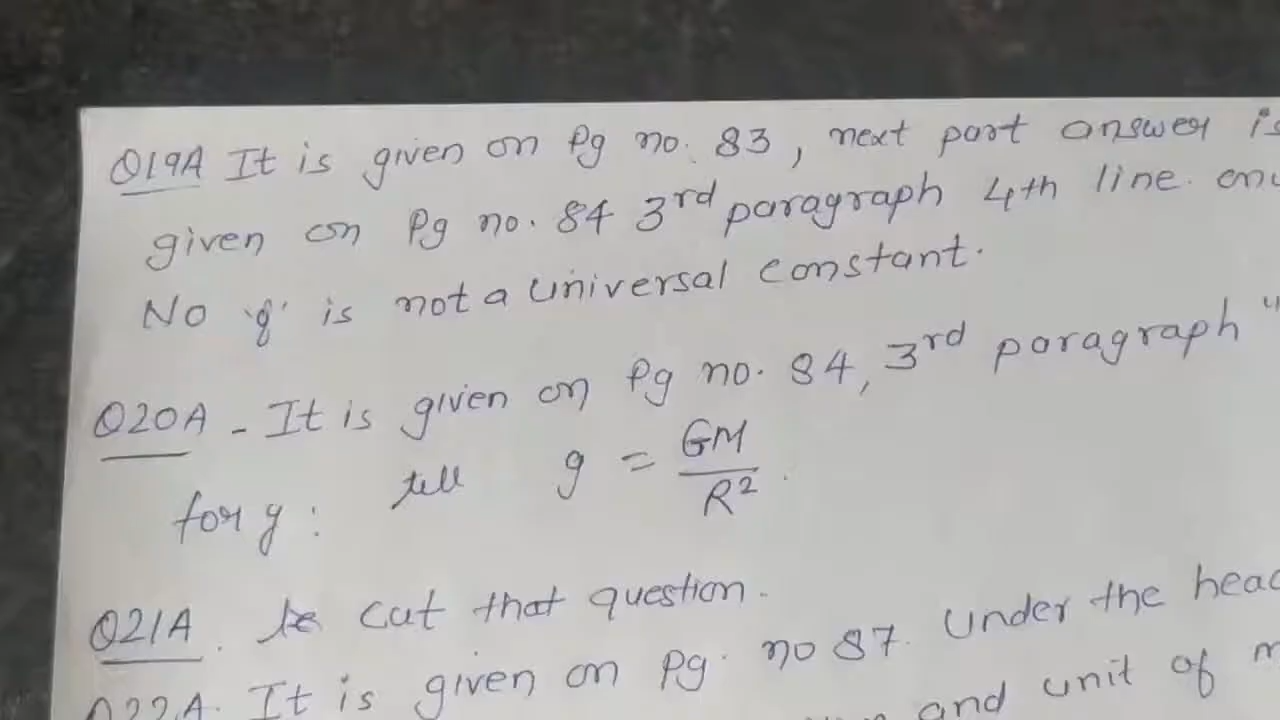 Q19A It is given on Pg no. 83, next part answer is
given on Pg no. 84 3rd paragraph 4th line.
No 'g' is not a universal constant.
Q20A - It is given on Pg no. 84, 3rd paragraph "
for g: tell g = GM/R²
Q21A. cut that question.
Q22A. It is given on Pg. no 87. Under the head
and unit of m